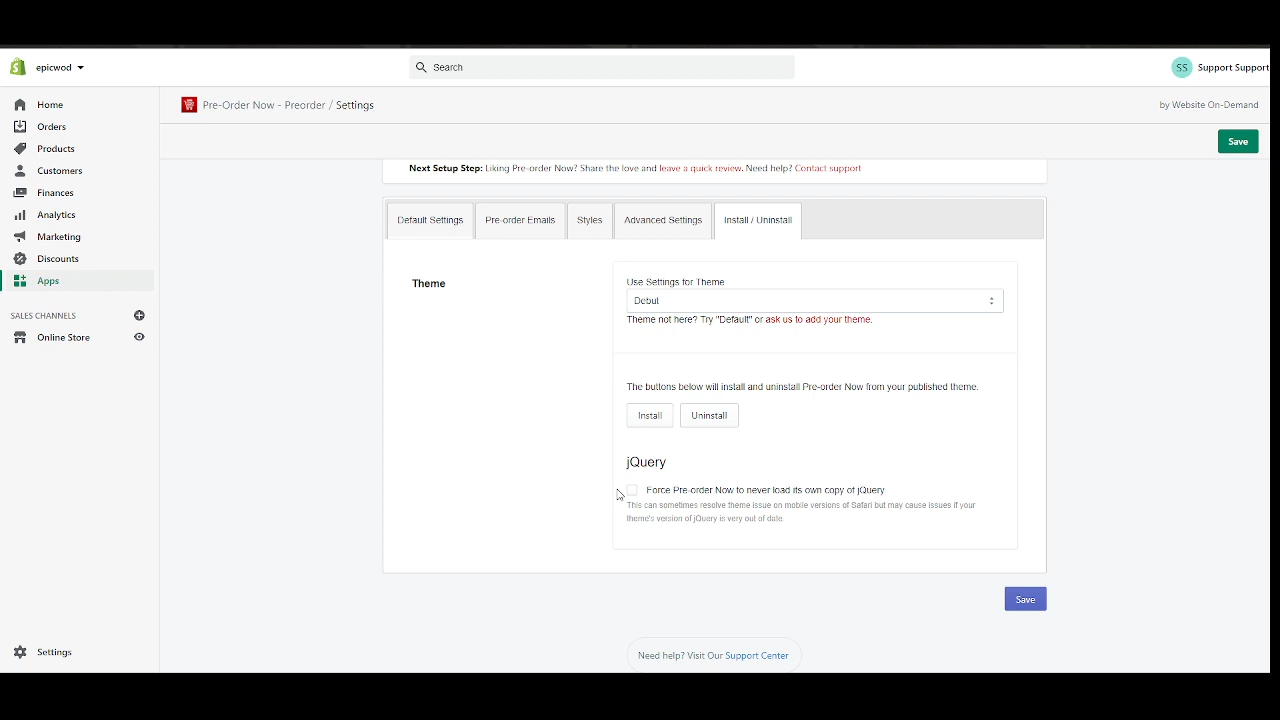 epicwod
Search
SS Support Support
Home
Orders
Products
Customers
Finances
Analytics
Marketing
Discounts
Apps
SALES CHANNELS
Online Store
Settings
Pre-Order Now - Preorder / Settings
by Website On-Demand
Save
Next Setup Step: Liking Pre-order Now? Share the love and leave a quick review. Need help? Contact support
Default Settings Pre-order Emails Styles Advanced Settings Install / Uninstall
Theme
Use Settings for Theme
Debut
Theme not here? Try "Default" or ask us to add your theme.
The buttons below will install and uninstall Pre-order Now from your published theme.
Install Uninstall
jQuery
Force Pre-order Now to never load its own copy of jQuery
This can sometimes resolve theme issue on mobile versions of Safari but may cause issues if your
theme's version of jQuery is very out of date.
Save
Need help? Visit Our Support Center